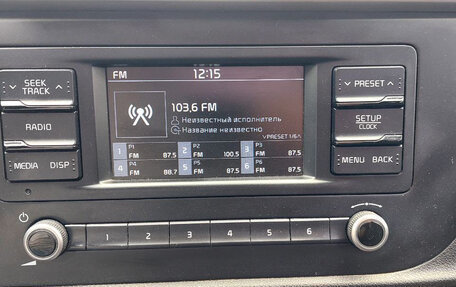 FM 12:15
SEEK
TRACK
RADIO
MEDIA DISP
103,6 FM
Неизвестный исполнитель
Название неизвестно
PRESET 1/6
P1 P2 P3
1 FM 87.5 2 FM 100.5 3 FM 87.5
P4 P5 P6
4 FM 88.7 5 FM 87.5 6 FM 87.5
PRESET
SETUP
CLOCK
MENU BACK
1 2 3 4 5 6